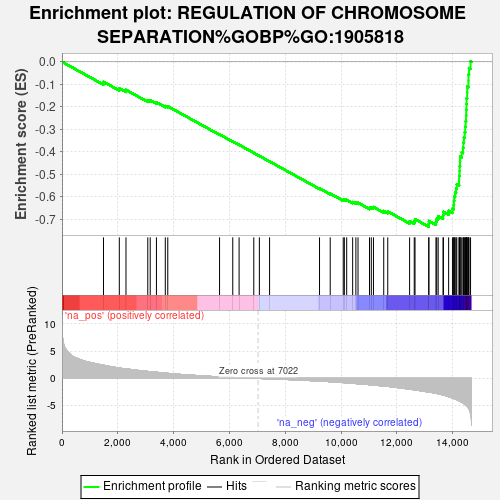 Enrichment plot: REGULATION OF CHROMOSOME
SEPARATION%GOBP%GO:1905818
Enrichment score (ES)
0.0
-0.1
-0.2
-0.3
-0.4
-0.5
-0.6
-0.7
Ranked list metric (PreRanked)
'na_pos' (positively correlated)
10
5
0
-5
Zero cross at 7022
'na_neg' (negatively correlated)
0
2,000
4,000
6,000
8,000
10,000
12,000
14,000
Rank in Ordered Dataset
Enrichment profile
Hits
Ranking metric scores